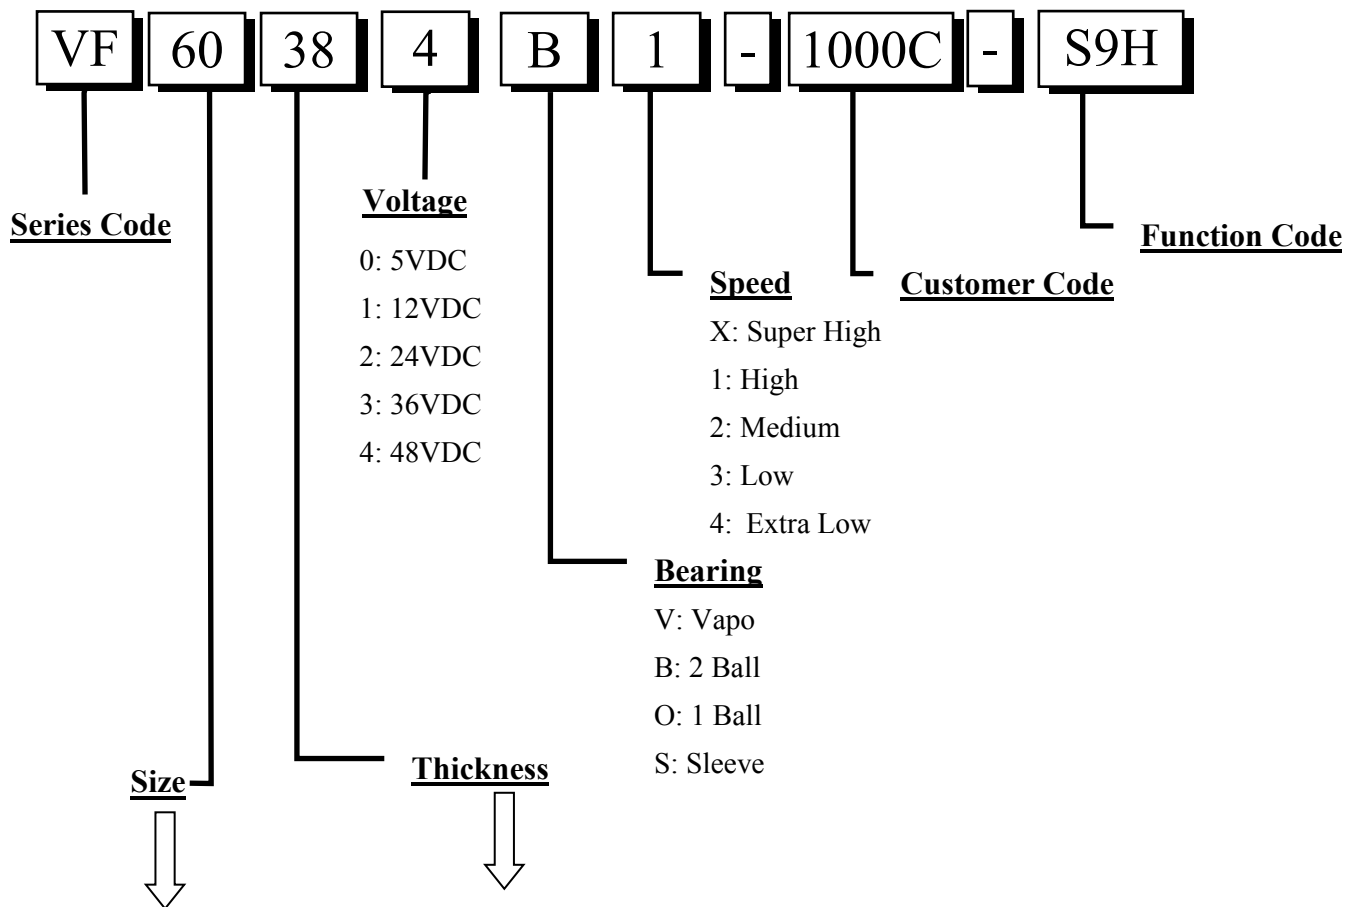 VF 60 38 4 B 1 - 1000C - S9H
Series Code
Voltage
0: 5VDC
1: 12VDC
2: 24VDC
3: 36VDC
4: 48VDC
Function Code
Customer Code
Speed
X: Super High
1: High
2: Medium
3: Low
4: Extra Low
Bearing
V: Vapo
B: 2 Ball
O: 1 Ball
S: Sleeve
Thickness
Size